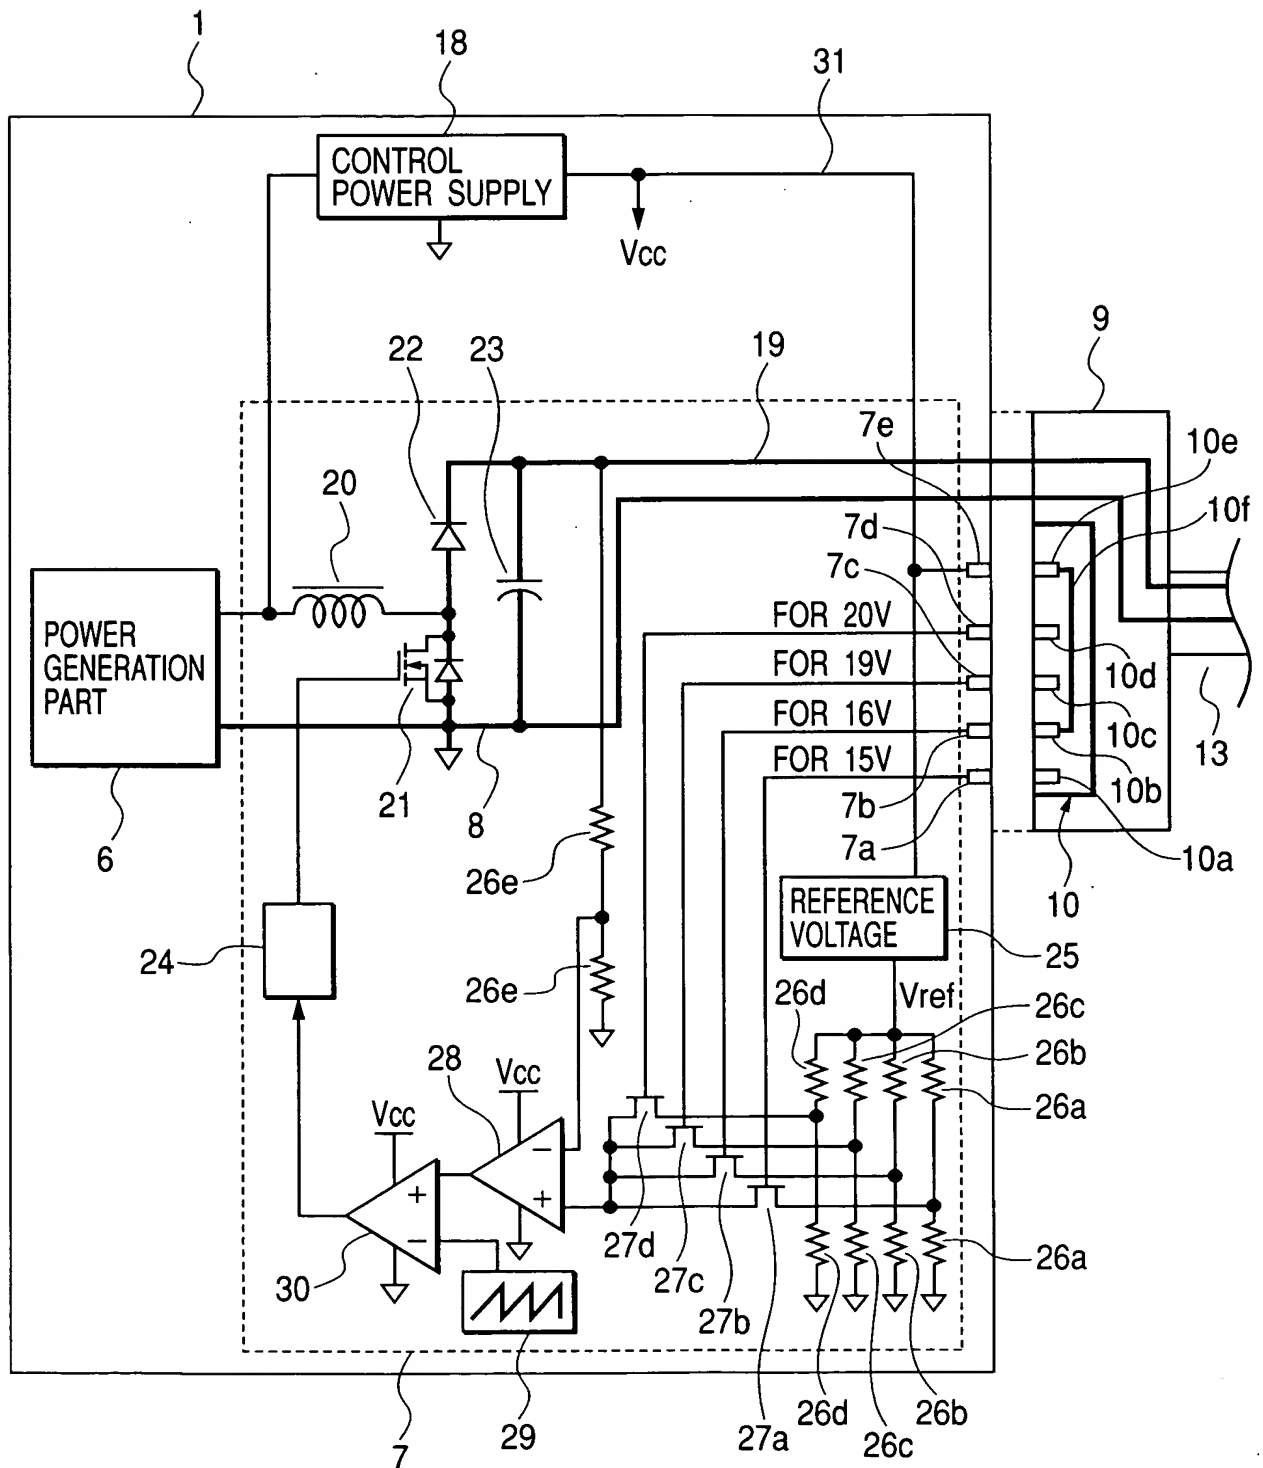 1
18
31
CONTROL
POWER SUPPLY
Vcc
9
22
23
19
7e
10e
20
7d
10f
7c
POWER
GENERATION
PART
FOR 20V
FOR 19V
10d
FOR 16V
10c
13
FOR 15V
10b
21
8
7b
6
7a
10a
26e
10
REFERENCE
VOLTAGE
24
25
26e
26d
Vref
26c
28
Vcc
26b
Vcc
26a
−
+
+
−
27d
26a
30
27c
27b
7
29
27a
26d
26c
26b